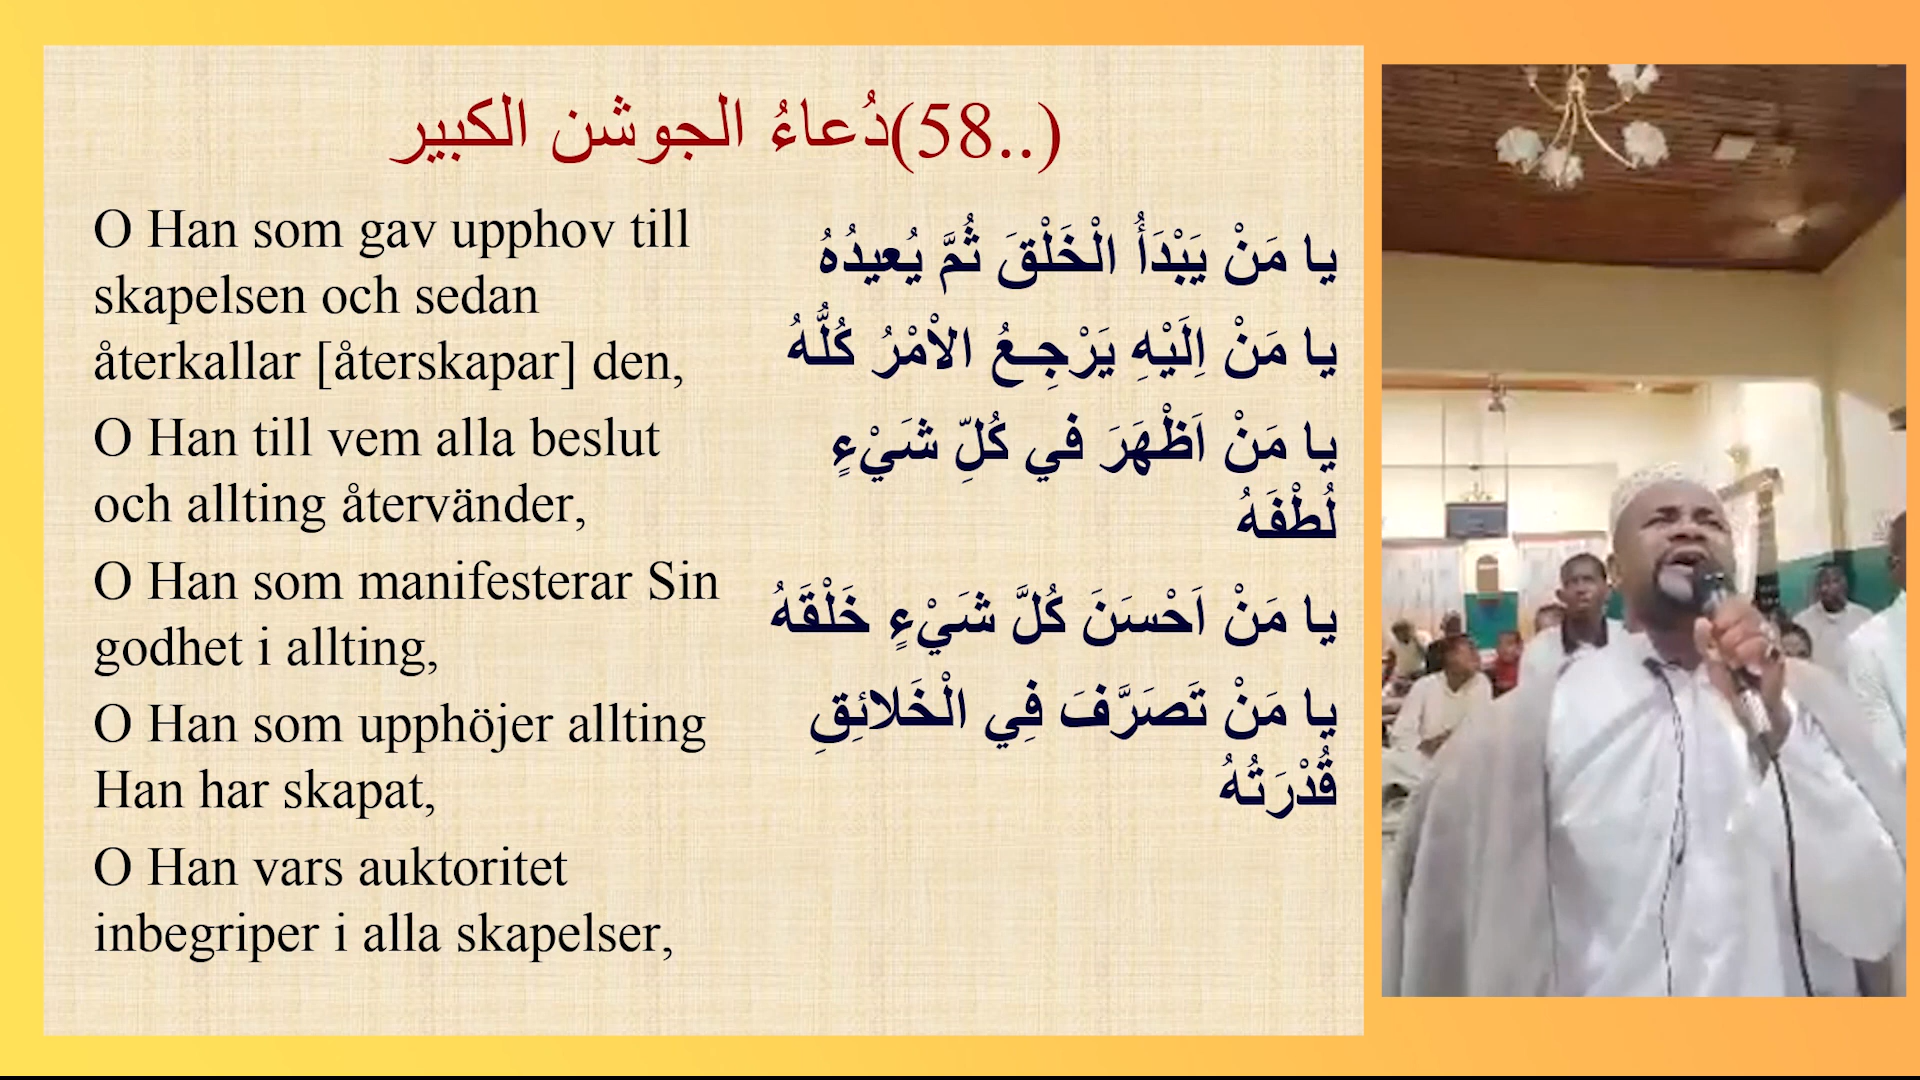 (..58)دُعاءُ الجوشن الكبير
O Han som gav upphov till
skapelsen och sedan
återkallar [återskapar] den,
O Han till vem alla beslut
och allting återvänder,
O Han som manifesterar Sin
godhet i allting,
O Han som upphöjer allting
Han har skapat,
O Han vars auktoritet
inbegriper i alla skapelser,
يا مَنْ يَبْدَأُ الْخَلْقَ ثُمَّ يُعيدُهُ
يا مَنْ اِلَيْهِ يَرْجِـعُ الاْمْرُ كُلُّهُ
يا مَنْ اَظْهَرَ في كُلِّ شَيْءٍ
لُطْفَهُ
يا مَنْ اَحْسَنَ كُلَّ شَيْءٍ خَلْقَهُ
يا مَنْ تَصَرَّفَ فِي الْخَلائِقِ
قُدْرَتُهُ